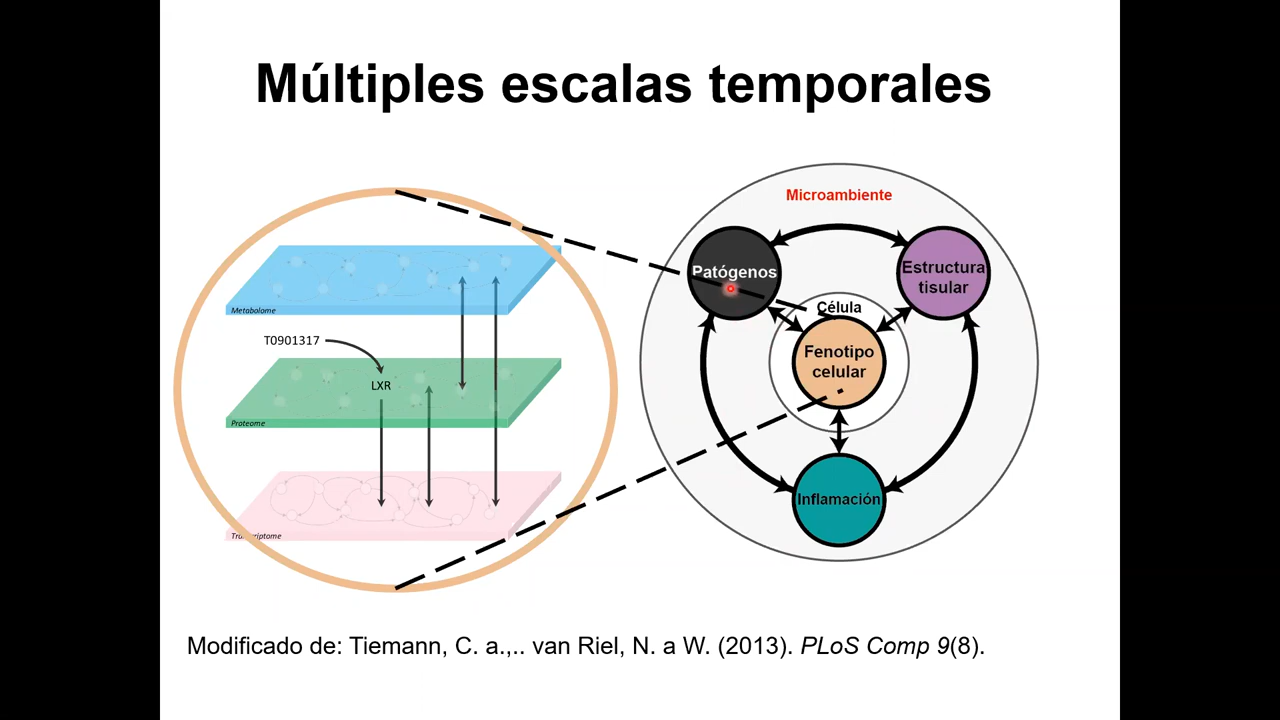 Múltiples escalas temporales
Metabolome
T0901317
LXR
Proteome
Microambiente
Patógenos
Estructura
tisular
Célula
Fenotipo
celular
Inflamación
Modificado de: Tiemann, C. a.,.. van Riel, N. a W. (2013). PLoS Comp 9(8).